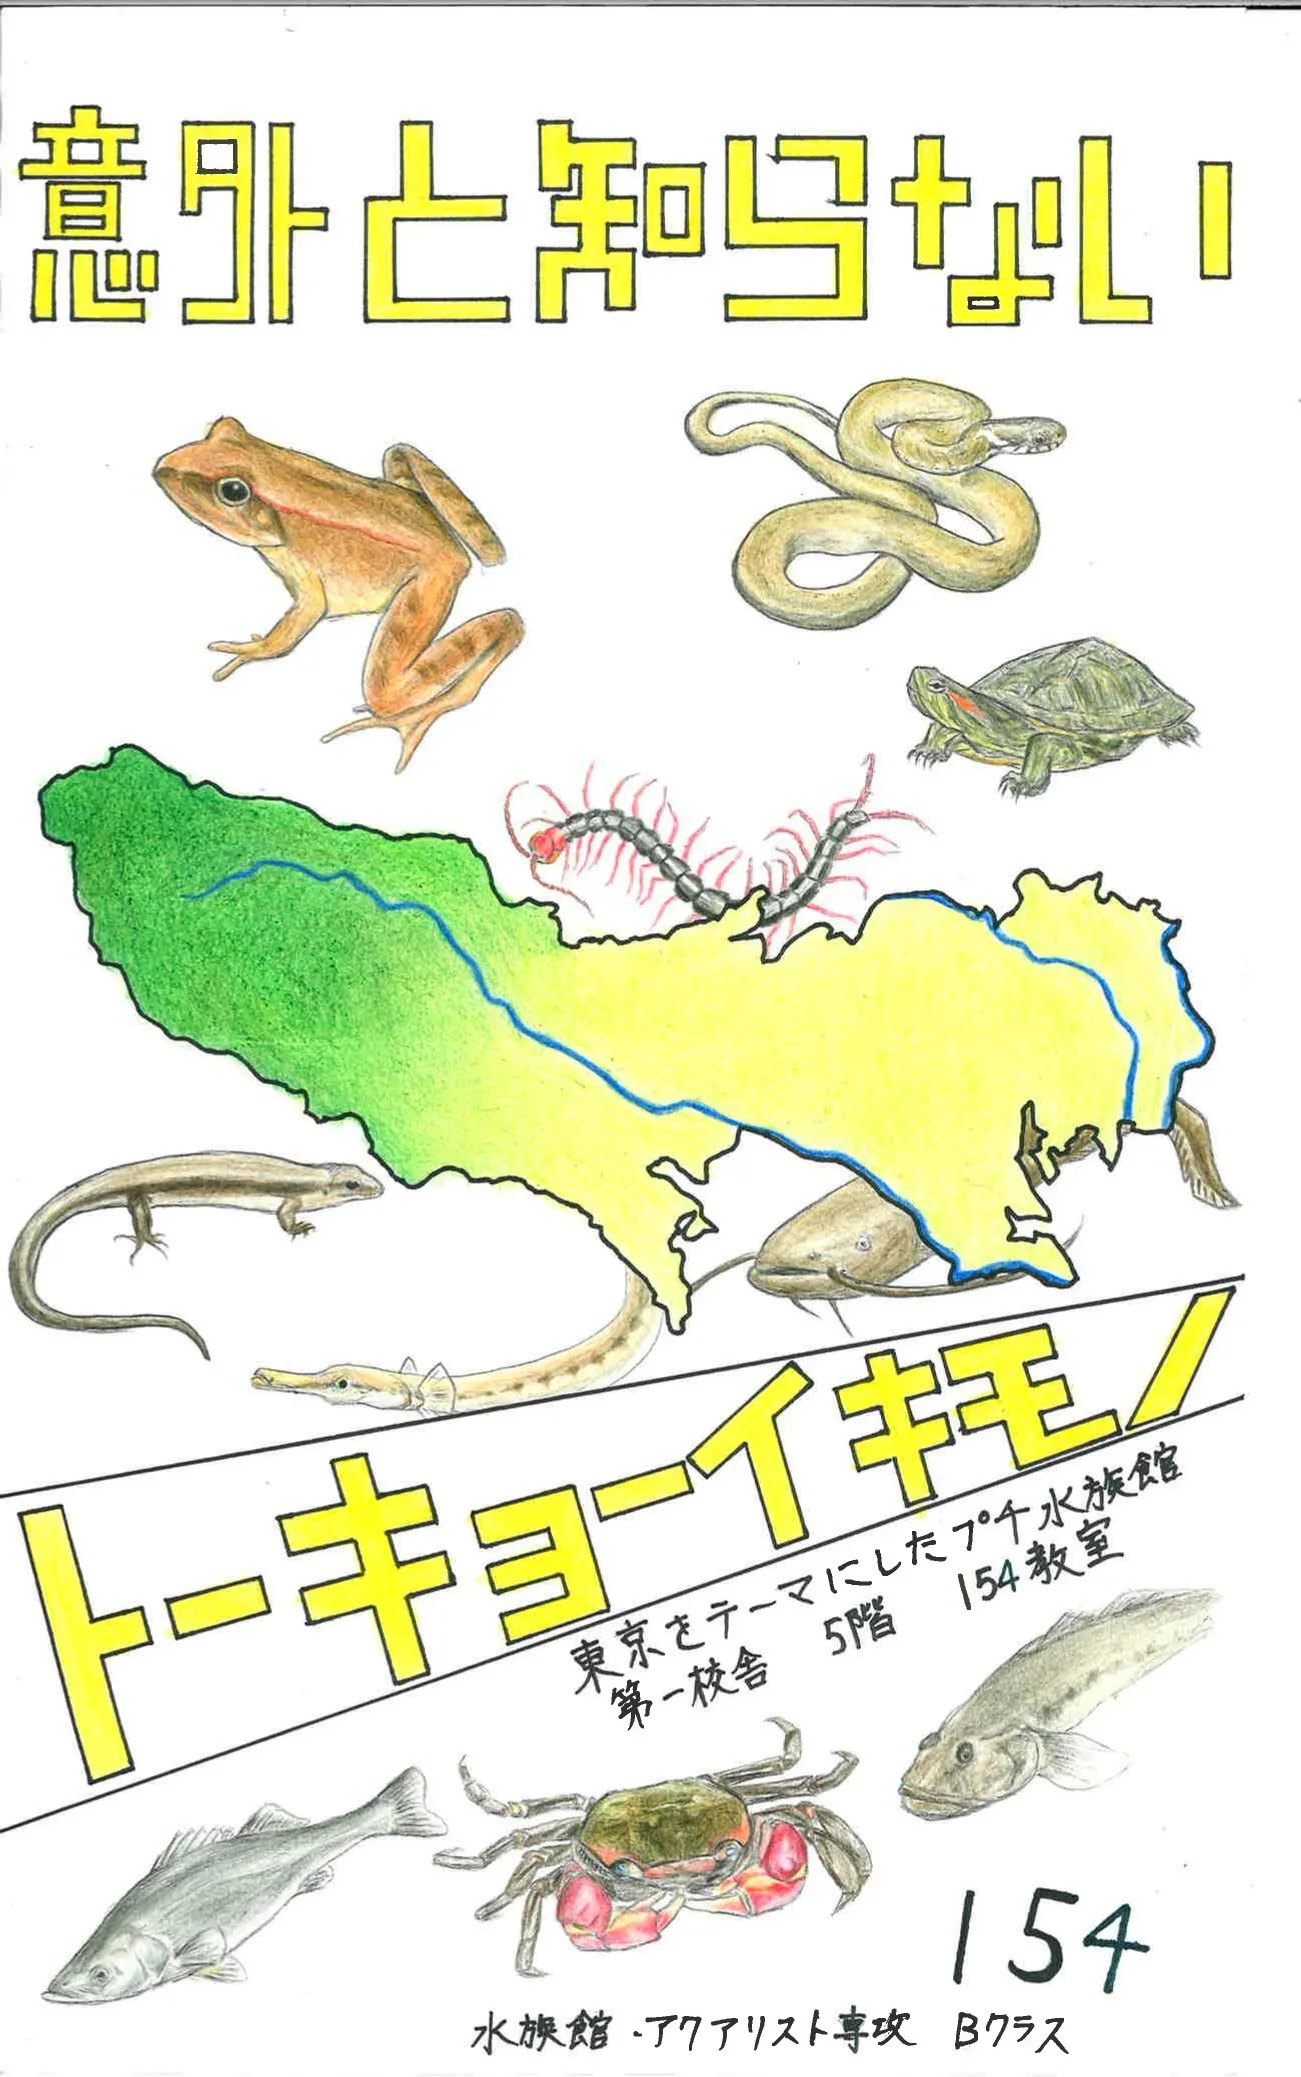 意外と知らない
トーキョーイキモノ
東京をテーマにしたプチ水族館
第一校舎 5階 154教室
154
水族館・アクアリスト専攻 Bクラス